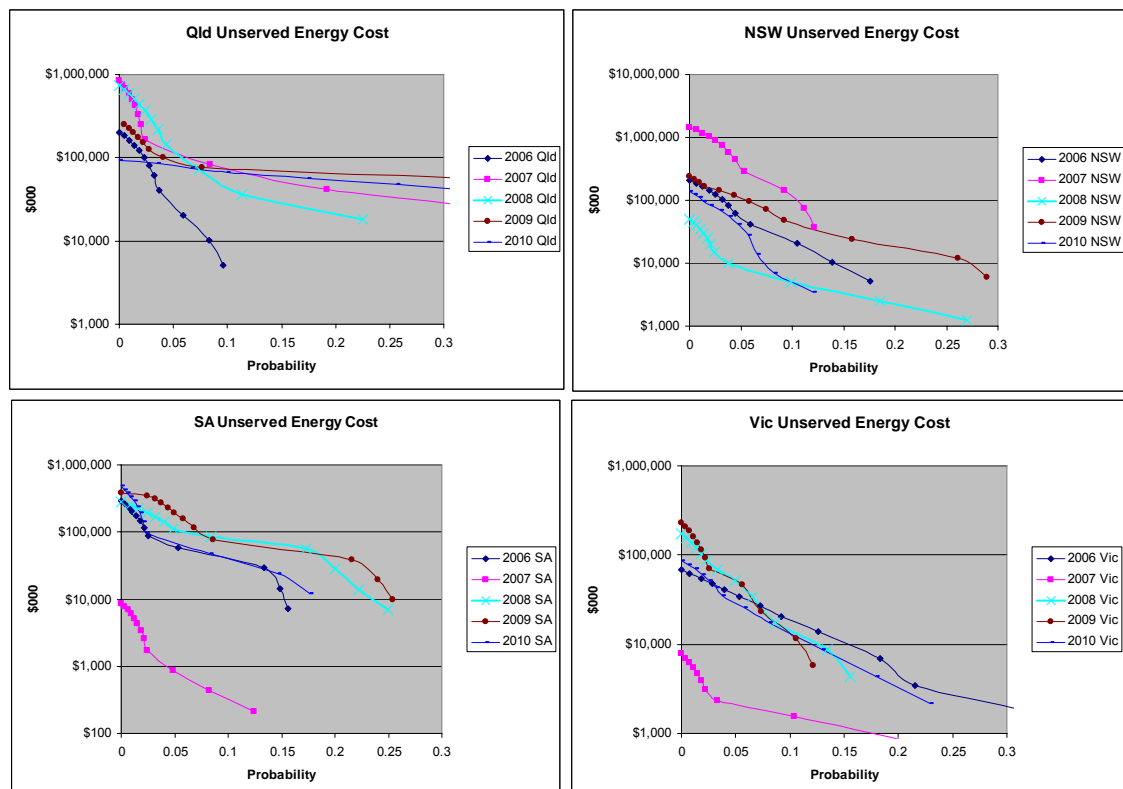 Qld Unserved Energy Cost
$1,000,000
$100,000
$10,000
$1,000
$000
0 0.05 0.1 0.15 0.2 0.25 0.3
Probability
2006 Qld
2007 Qld
2008 Qld
2009 Qld
2010 Qld
NSW Unserved Energy Cost
$10,000,000
$1,000,000
$100,000
$10,000
$1,000
$000
0 0.05 0.1 0.15 0.2 0.25 0.3
Probability
2006 NSW
2007 NSW
2008 NSW
2009 NSW
2010 NSW
SA Unserved Energy Cost
$1,000,000
$100,000
$10,000
$1,000
$100
$000
0 0.05 0.1 0.15 0.2 0.25 0.3
Probability
2006 SA
2007 SA
2008 SA
2009 SA
2010 SA
Vic Unserved Energy Cost
$1,000,000
$100,000
$10,000
$1,000
$000
0 0.05 0.1 0.15 0.2 0.25 0.3
Probability
2006 Vic
2007 Vic
2008 Vic
2009 Vic
2010 Vic